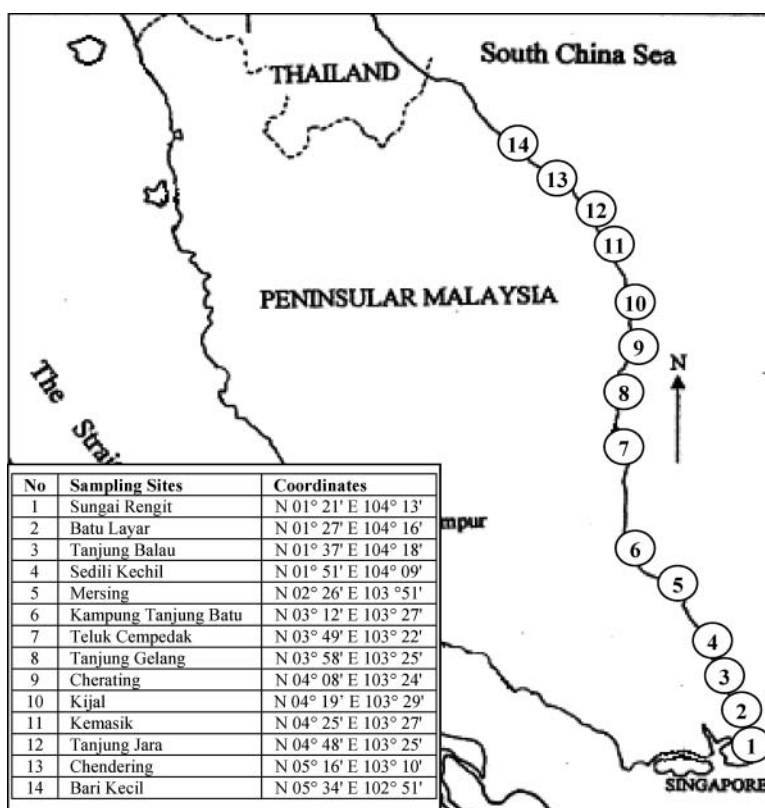 South China Sea
THAILAND
14
13
12
11
PENINSULAR MALAYSIA
10
9
N
8
The Strai
7
No Sampling Sites Coordinates
1 Sungai Rengit N 01° 21' E 104° 13'
2 Batu Layar N 01° 27' E 104° 16'
3 Tanjung Balau N 01° 37' E 104° 18'
4 Sedili Kechil N 01° 51' E 104° 09'
5 Mersing N 02° 26' E 103 °51'
6 Kampung Tanjung Batu N 03° 12' E 103° 27'
7 Teluk Cempedak N 03° 49' E 103° 22'
8 Tanjung Gelang N 03° 58' E 103° 25'
9 Cherating N 04° 08' E 103° 24'
10 Kijal N 04° 19’ E 103° 29'
11 Kemasik N 04° 25' E 103° 27'
12 Tanjung Jara N 04° 48' E 103° 25'
13 Chendering N 05° 16' E 103° 10'
14 Bari Kecil N 05° 34' E 102° 51'
mpur
6
5
4
3
2
1
SINGAPORE